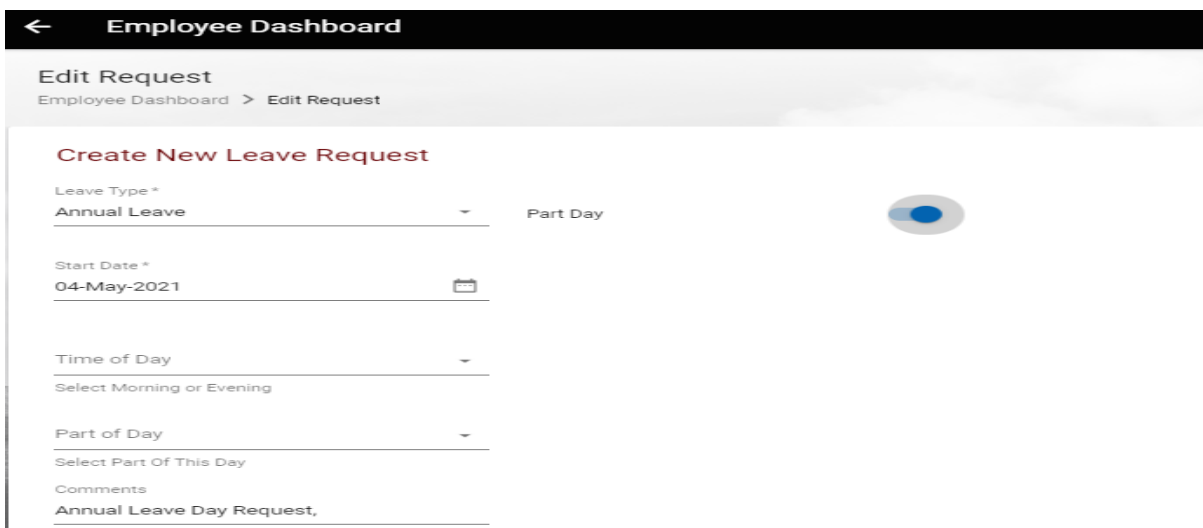 Employee Dashboard
Edit Request
Employee Dashboard > Edit Request
Create New Leave Request
Leave Type *
Annual Leave
Part Day
Start Date *
04-May-2021
Time of Day
Select Morning or Evening
Part of Day
Select Part Of This Day
Comments
Annual Leave Day Request,